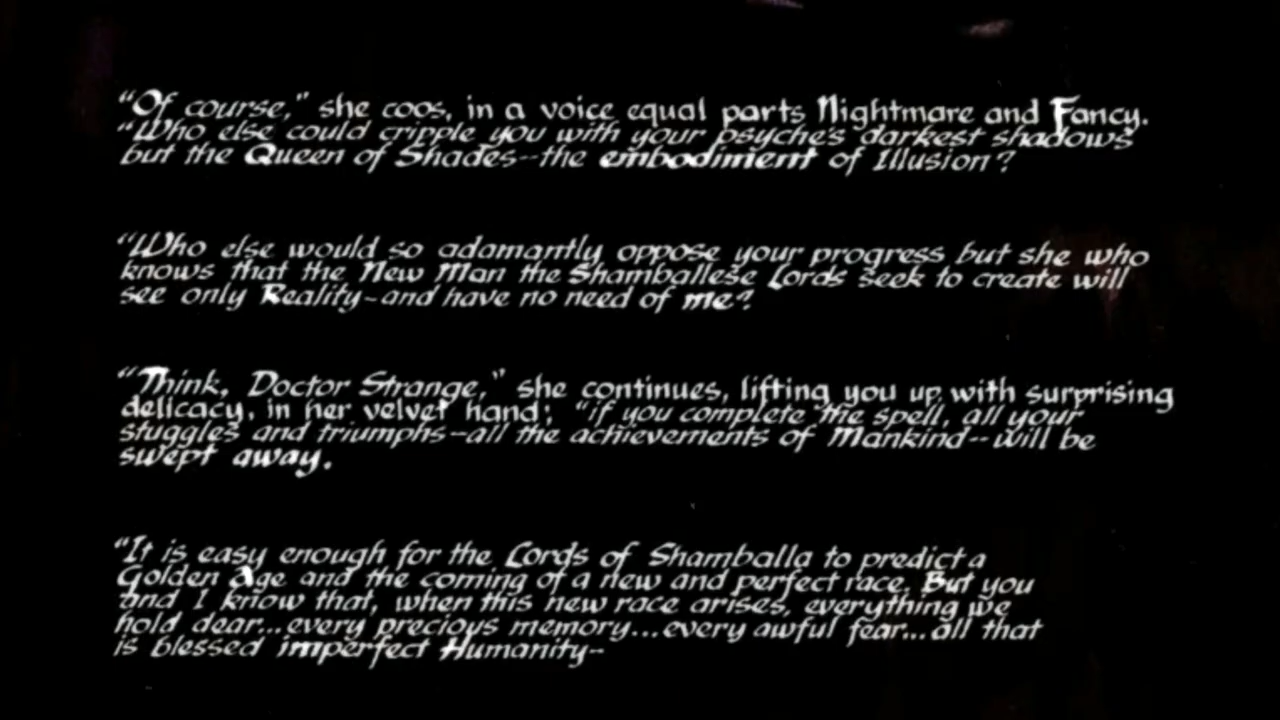 “Of course,” she coos, in a voice equal parts Nightmare and Fancy.
“Who else could cripple you with your psyche's darkest shadows
but the Queen of Shades--the embodiment of Illusion?
“Who else would so adamantly oppose your progress but she who
knows that the New Man the Shamballese Lords seek to create will
see only Reality-and have no need of me?
“Think, Doctor Strange,” she continues, lifting you up with surprising
delicacy, in her velvet hand; “if you complete the spell, all your
stuggles and triumphs--all the achievements of Mankind--will be
swept away.
“It is easy enough for the Lords of Shamballa to predict a
Golden Age and the coming of a new and perfect race. But you
and I know that, when this new race arises, everything we
hold dear...every precious memory...every awful fear...all that
is blessed imperfect Humanity-